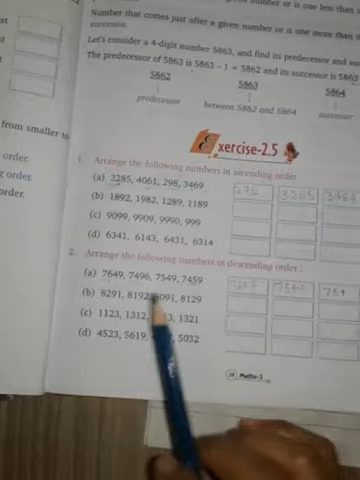 Number that comes just after a given number or is one more than
successor.
Let's consider a 4-digit number 5863, and find its predecessor and
The predecessor of 5863 is 5863 – 1 = 5862 and its successor is 5863
5862 5863 5864
predecessor between 5862 and 5864 successor
from smaller to
order.
order.
order.
Exercise-2.5
1. Arrange the following numbers in ascending order
(a) 3285, 4061, 298, 3469
(b) 1892, 1982, 1289, 1189
(c) 9099, 9909, 9990, 999
(d) 6341, 6143, 6431, 6314
2. Arrange the following numbers in descending order :
(a) 7649, 7496, 7549, 7459
(b) 8291, 8192, 8091, 8129
(c) 1123, 1312, 1321
(d) 4523, 5619, 5032
Maths-3